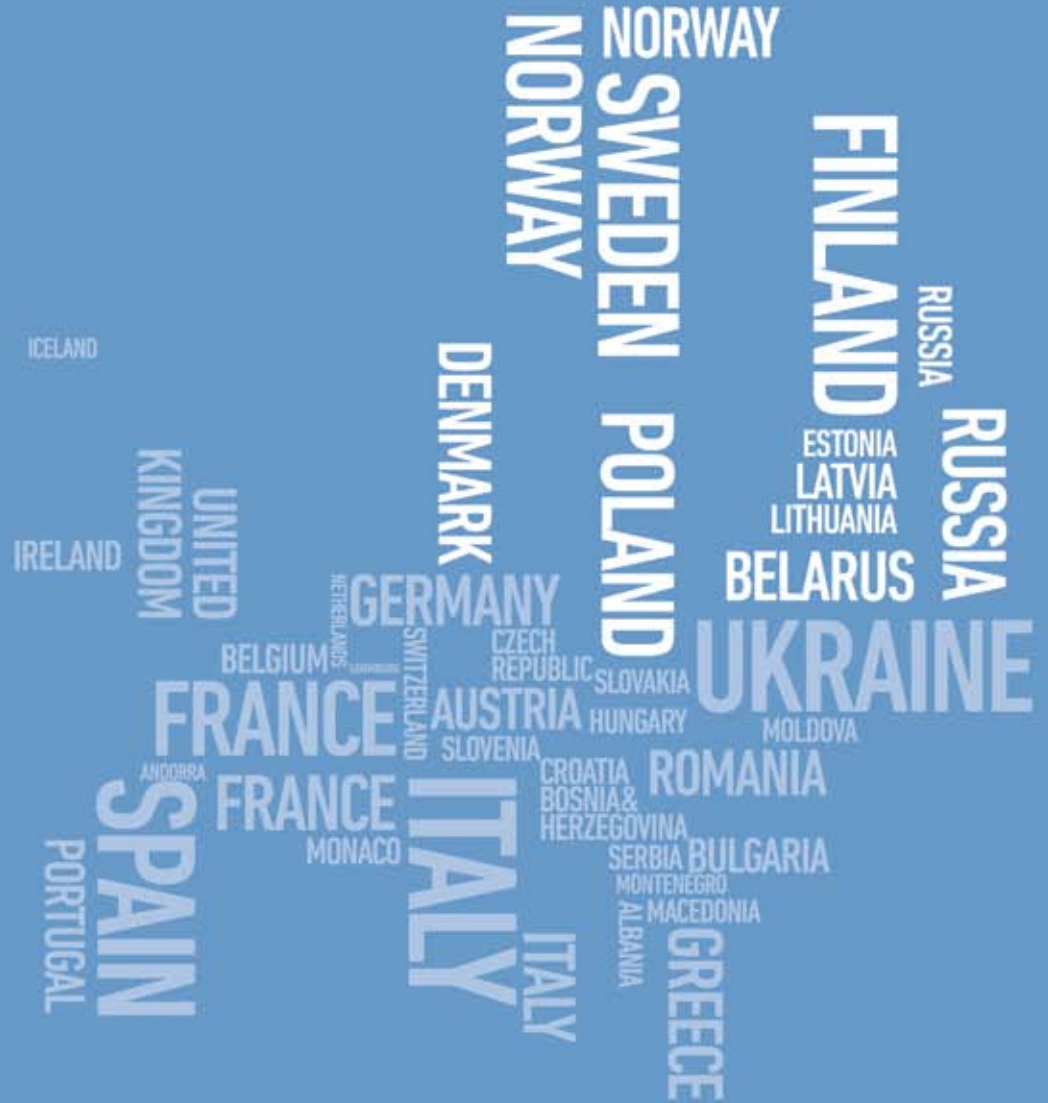 NORWAY
NORWAY
SWEDEN
FINLAND
RUSSIA
ICELAND
DENMARK
POLAND
RUSSIA
ESTONIA
LATVIA
LITHUANIA
BELARUS
UNITED
KINGDOM
IRELAND
NETHERLANDS
GERMANY
BELGIUM
LUXEMBURG
SWITZERLAND
CZECH
REPUBLIC
SLOVAKIA
UKRAINE
FRANCE
AUSTRIA
HUNGARY
MOLDOVA
SLOVENIA
ANDORRA
FRANCE
CROATIA
BOSNIA&
HERZEGOVINA
ROMANIA
SPAIN
PORTUGAL
MONACO
ITALY
ITALY
SERBIA
BULGARIA
MONTENEGRO
MACEDONIA
ALBANIA
GREECE